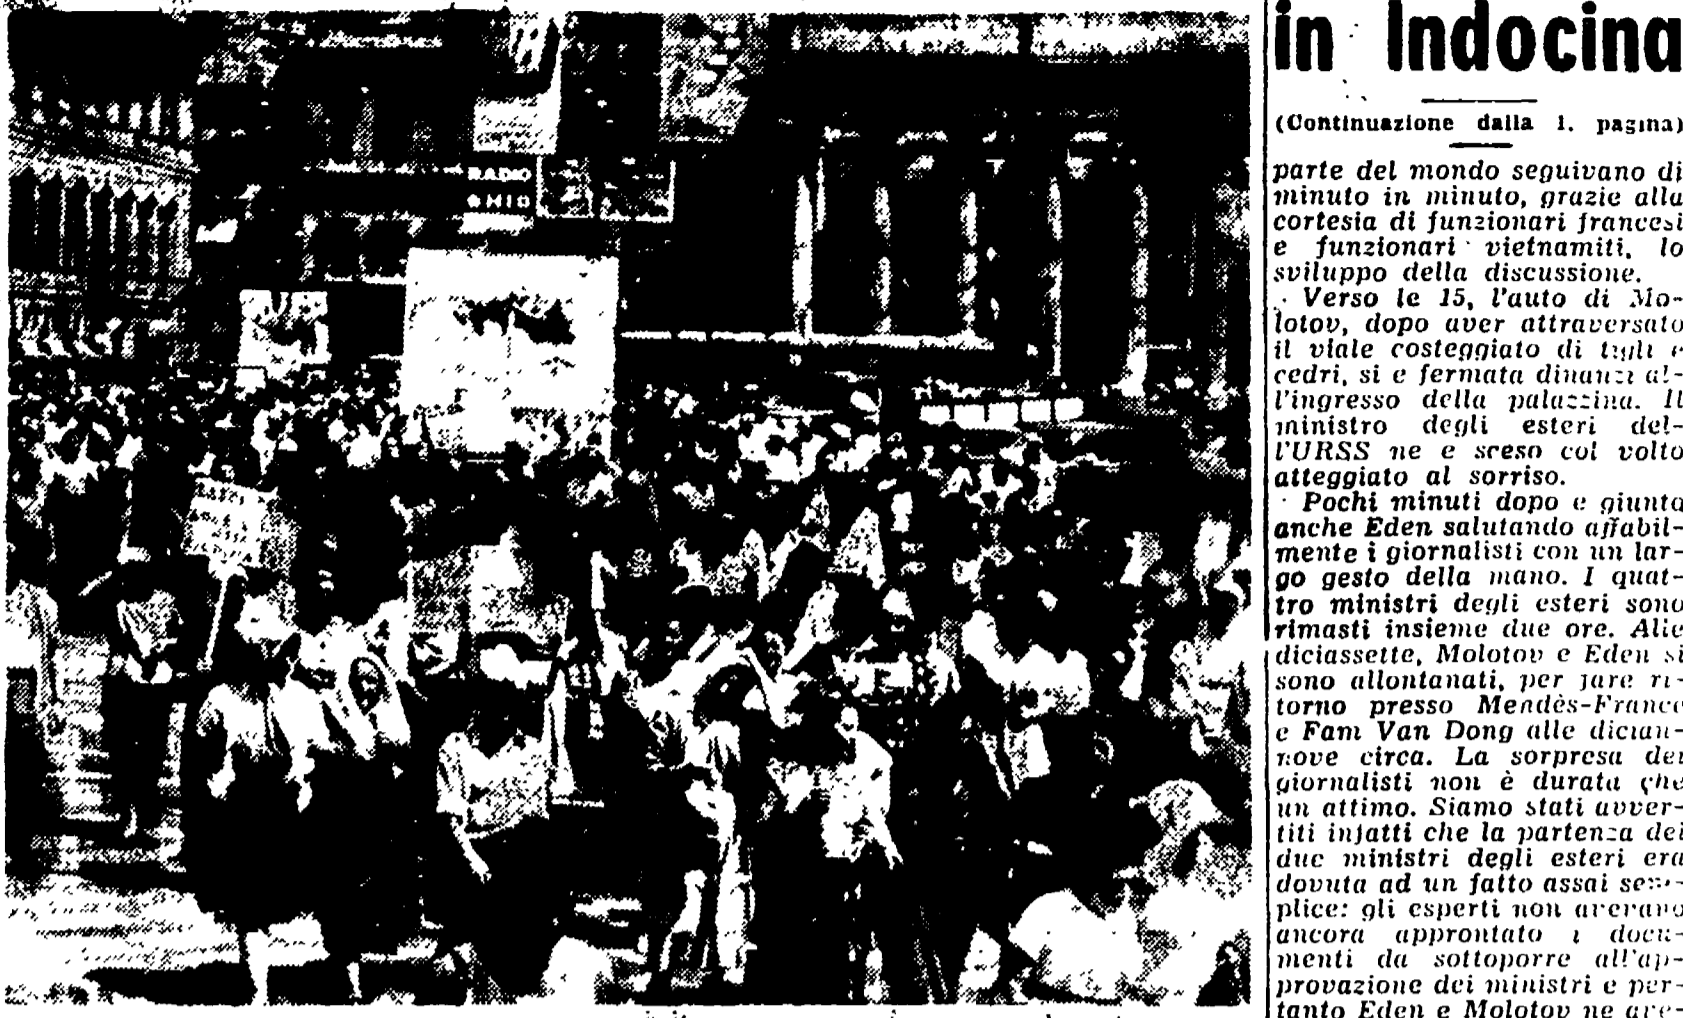 RADIO
in Indocina
(Continuazione dalla 1. pagina)
parte del mondo seguivano di
minuto in minuto, grazie alla
cortesia di funzionari francesi
e funzionari vietnamiti, lo
sviluppo della discussione.
Verso le 15, l'auto di Mo-
lotov, dopo aver attraversato
il viale costeggiato di tigli e
cedri, si e fermata dinanzi al-
l'ingresso della palazzina. Il
ministro degli esteri del-
l'URSS ne e sceso col volto
atteggiato al sorriso.
Pochi minuti dopo e giunto
anche Eden salutando affabil-
mente i giornalisti con un lar-
go gesto della mano. I quat-
tro ministri degli esteri sono
rimasti insieme due ore. Alle
diciassette, Molotov e Eden si
sono allontanati, per fare ri-
torno presso Mendès-France
e Fam Van Dong alle dician-
nove circa. La sorpresa dei
giornalisti non è durata che
un attimo. Siamo stati avver-
titi infatti che la partenza dei
due ministri degli esteri era
dovuta ad un fatto assai sem-
plice: gli esperti non avevano
ancora approntato i docu-
menti da sottoporre all'ap-
provazione dei ministri e per-
tanto Eden e Molotov ne ave-